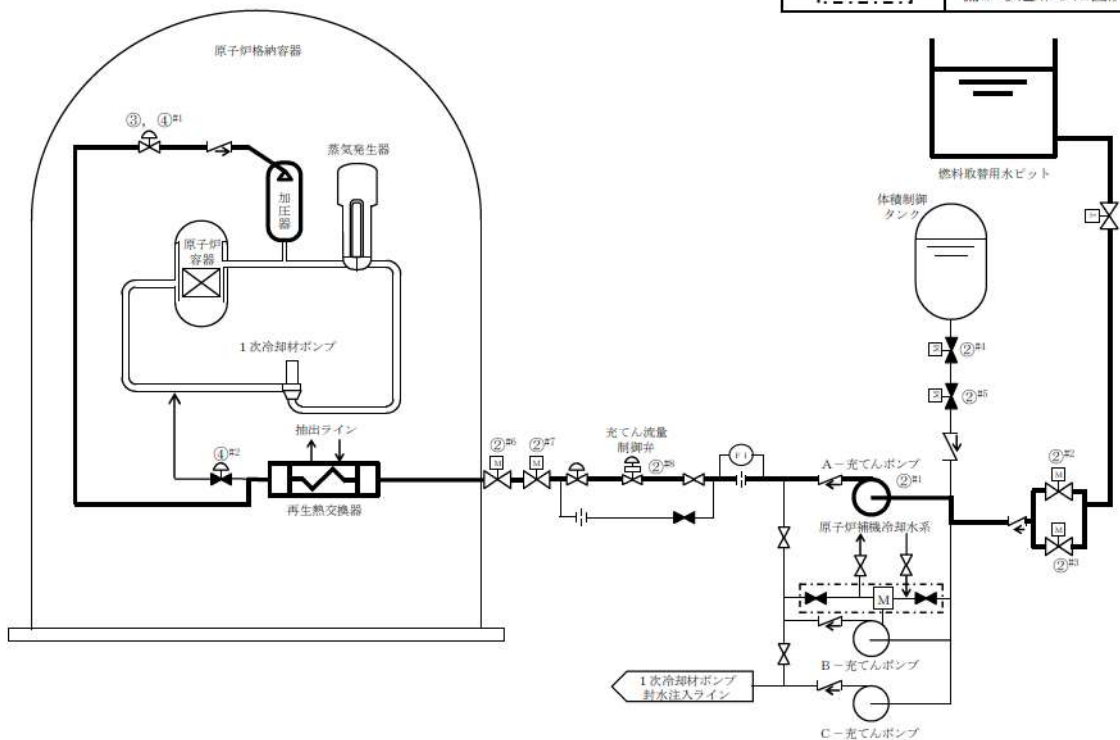 原子炉格納容器
③, ④#1
蒸気発生器
加圧器
原子炉
容器
1次冷却材ポンプ
抽出ライン
④#2
再生熱交換器
②#6
②#7
M
M
充てん流量
制御弁
②#8
FI
燃料取替用水ピット
体積制御
タンク
M
M
②#4
M
②#5
A-充てんポンプ
②#1
②#2
M
M
②#3
原子炉補機冷却水系
M
B-充てんポンプ
1次冷却材ポンプ
封水注入ライン
C-充てんポンプ